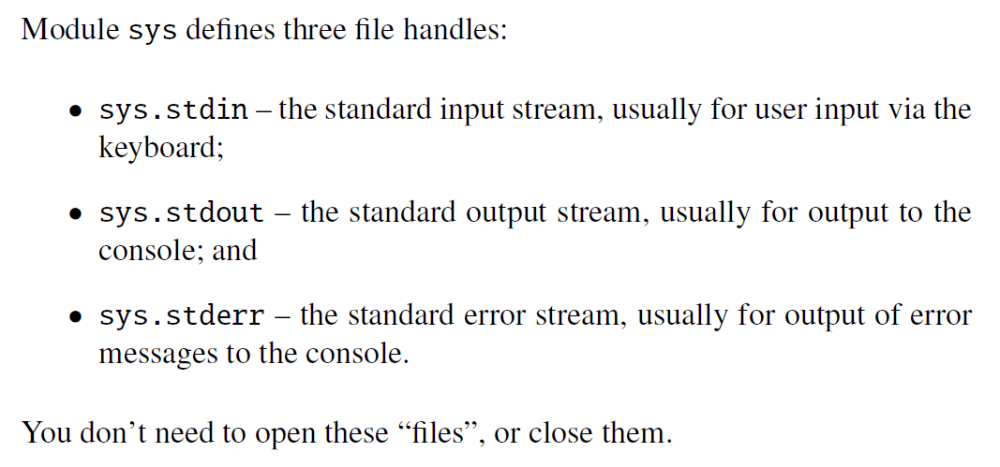 Module sys defines three file handles:
• sys.stdin – the standard input stream, usually for user input via the
keyboard;
• sys.stdout – the standard output stream, usually for output to the
console; and
• sys.stderr – the standard error stream, usually for output of error
messages to the console.
You don’t need to open these “files”, or close them.